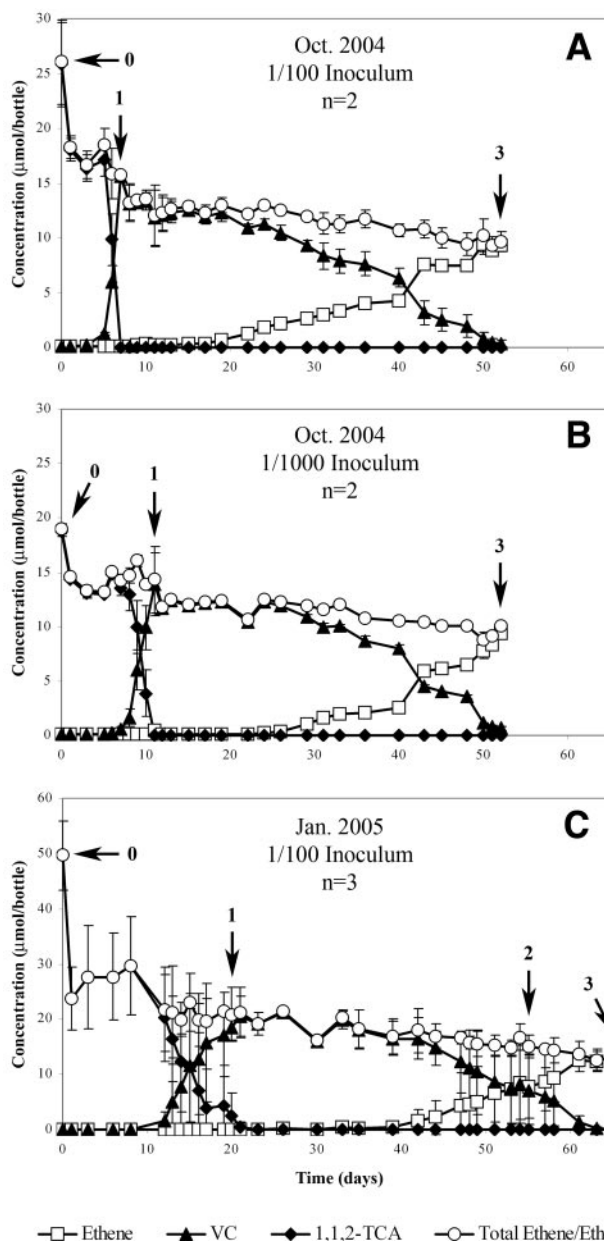 A
Oct. 2004
1/100 Inoculum
n=2
0
1
3
Concentration (µmol/bottle)
30
25
20
15
10
5
0
0 10 20 30 40 50 60
B
Oct. 2004
1/1000 Inoculum
n=2
0
1
3
Concentration (µmol/bottle)
30
25
20
15
10
5
0
0 10 20 30 40 50 60
C
Jan. 2005
1/100 Inoculum
n=3
0
1
2
3
Concentration (µmol/bottle)
60
50
40
30
20
10
0
0 10 20 30 40 50 60
Time (days)
Ethene VC 1,1,2-TCA Total Ethene/Eth